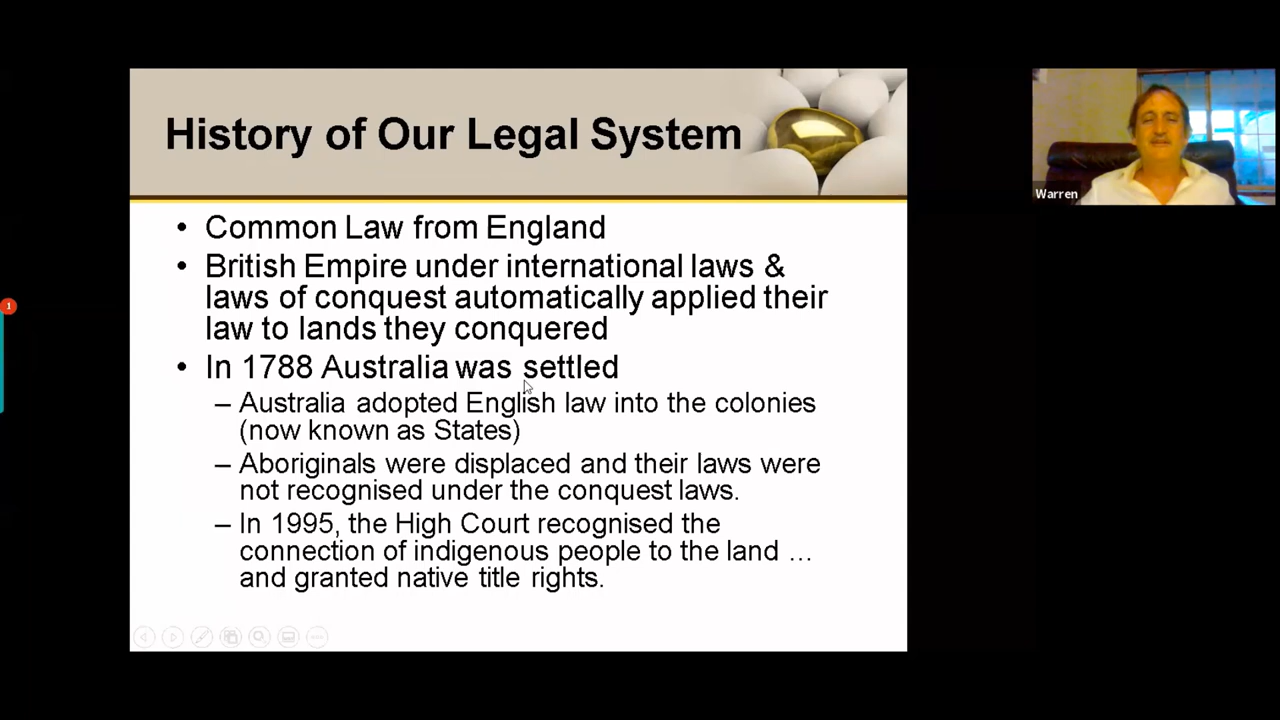 History of Our Legal System
• Common Law from England
• British Empire under international laws &
laws of conquest automatically applied their
law to lands they conquered
• In 1788 Australia was settled
– Australia adopted English law into the colonies
(now known as States)
– Aboriginals were displaced and their laws were
not recognised under the conquest laws.
– In 1995, the High Court recognised the
connection of indigenous people to the land …
and granted native title rights.
Warren
1